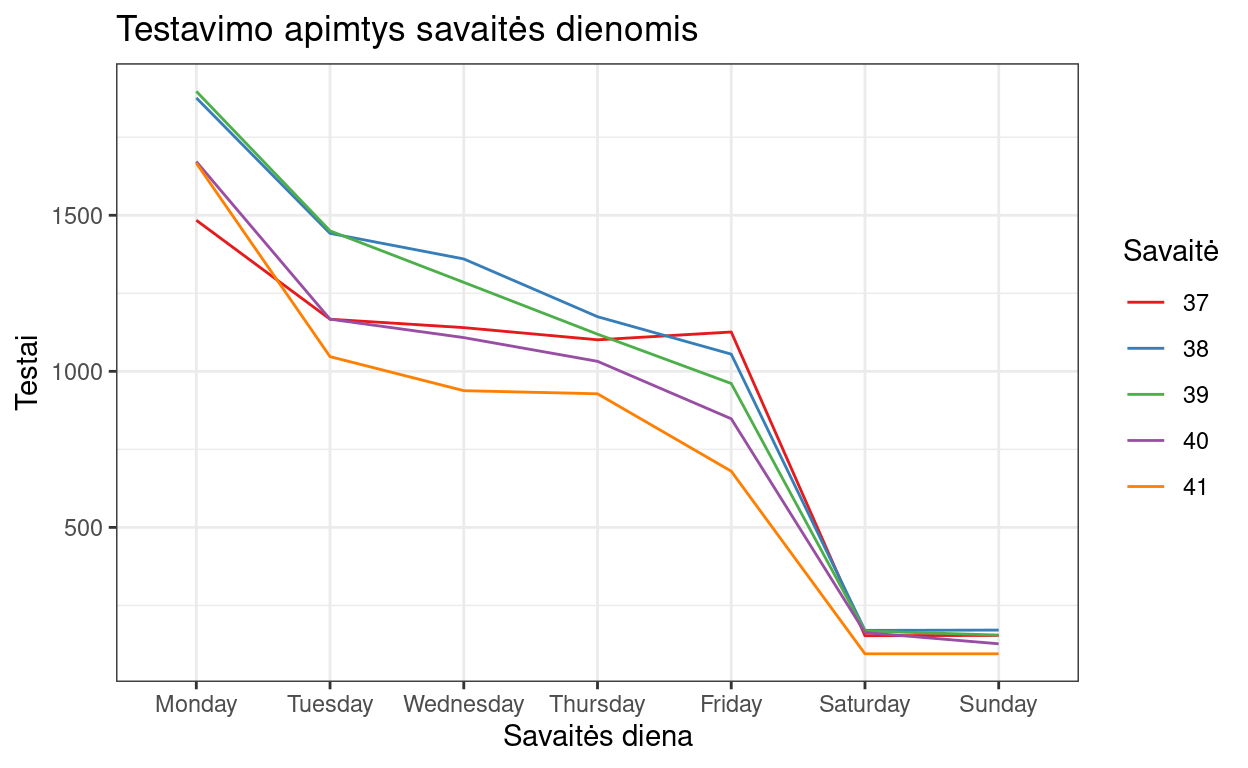 Testavimo apimtys savaitės dienomis
Testai
1500
1000
500
Monday Tuesday Wednesday Thursday Friday Saturday Sunday
Savaitės diena
Savaitė
37
38
39
40
41